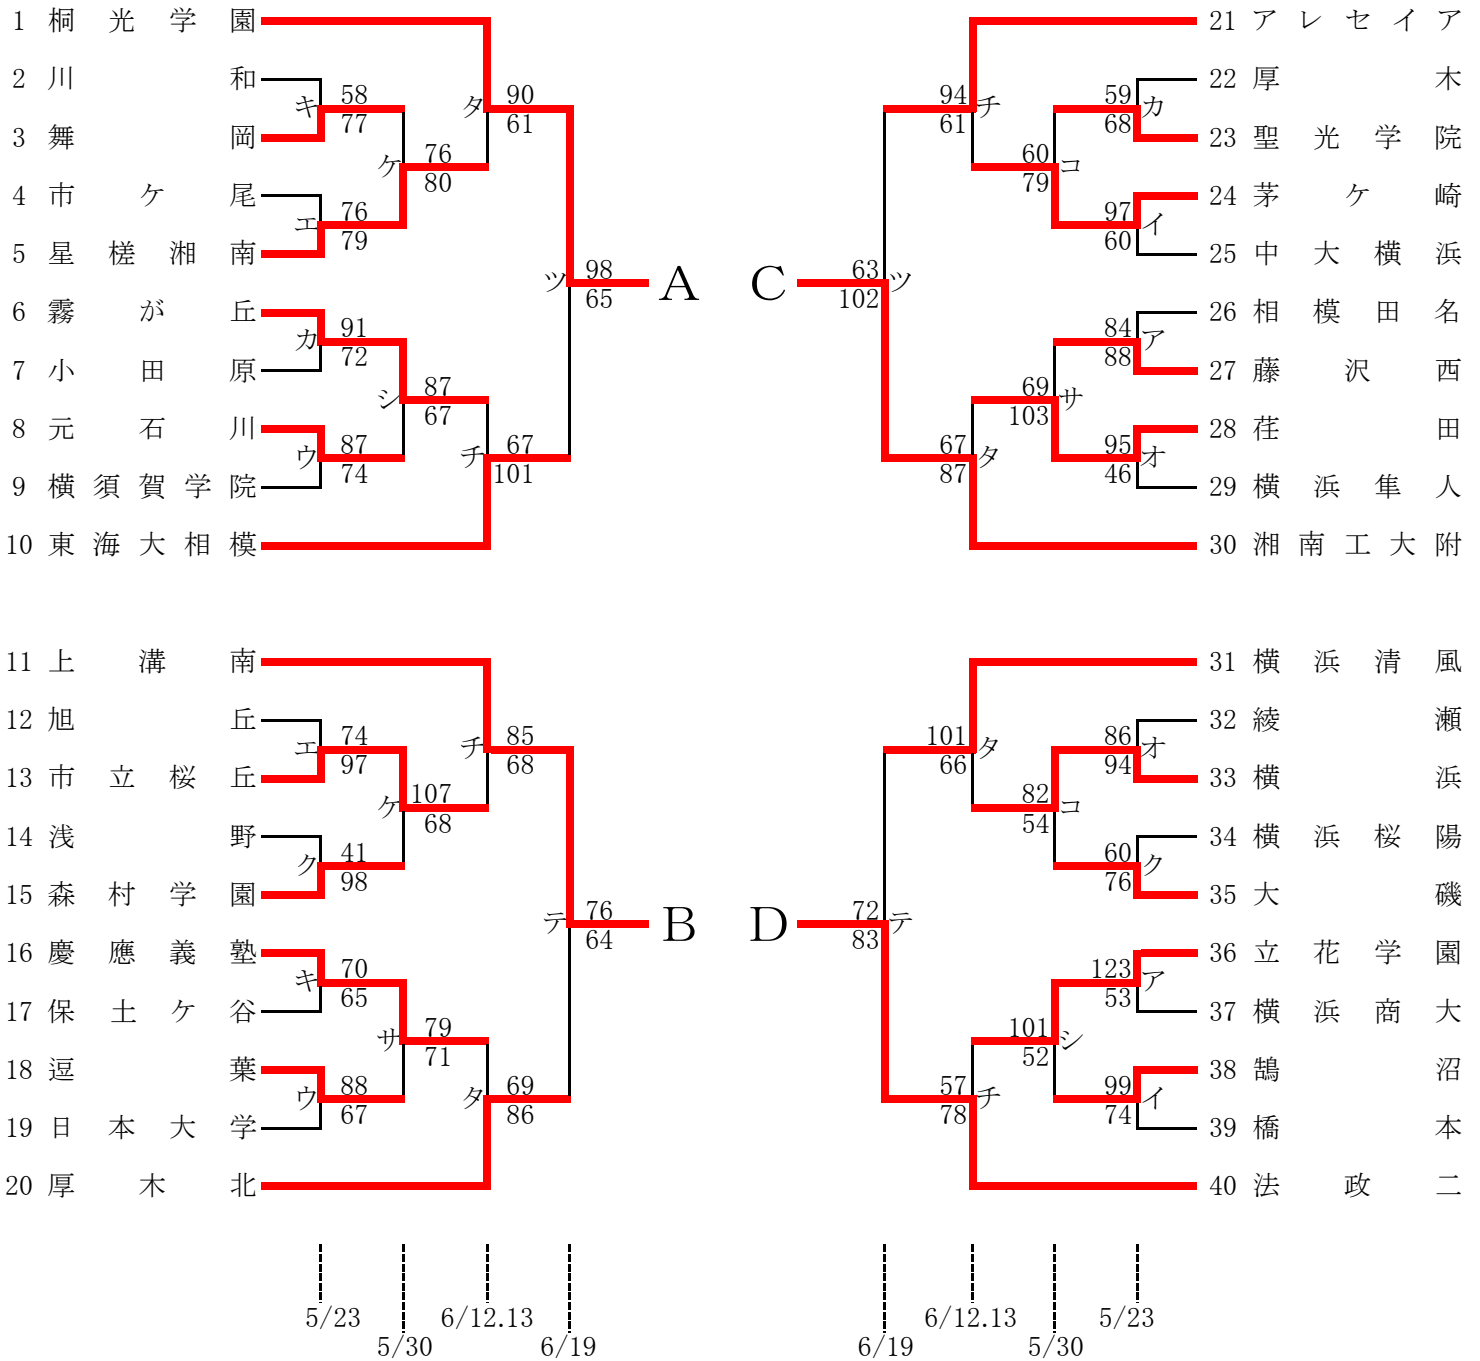 1 桐光学園
2 川和
3 舞岡
4 市ケ尾
5 星槎湘南
6 霧が丘
7 小田原
8 元石川
9 横須賀学院
10 東海大相模
キ 58 77
エ 76 79
カ 91 72
ウ 87 74
ケ 76 80
シ 87 67
タ 90 61
チ 67 101
ツ 98 65
A
21 アレセイア
22 厚木
23 聖光学院
24 茅ケ崎
25 中大横浜
26 相模田名
27 藤沢西
28 荏田
29 横浜隼人
30 湘南工大附
59 68 カ
97 60 イ
84 88 ア
95 46 オ
60 79 コ
69 103 サ
94 61 チ
67 87 タ
63 102 ツ
C
11 上溝南
12 旭丘
13 市立桜丘
14 浅野
15 森村学園
16 慶應義塾
17 保土ケ谷
18 逗葉
19 日本大学
20 厚木北
エ 74 97
ク 41 98
キ 70 65
ウ 88 67
ケ 107 68
サ 79 71
チ 85 68
タ 69 86
テ 76 64
B
31 横浜清風
32 綾瀬
33 横浜
34 横浜桜陽
35 大磯
36 立花学園
37 横浜商大
38 鵠沼
39 橋本
40 法政二
86 94 オ
60 76 ク
123 53 ア
99 74 イ
82 54 コ
101 52 シ
101 66 タ
57 78 チ
72 83 テ
D
5/23 6/12.13 6/12.13 5/23
5/30 6/19 6/19 5/30